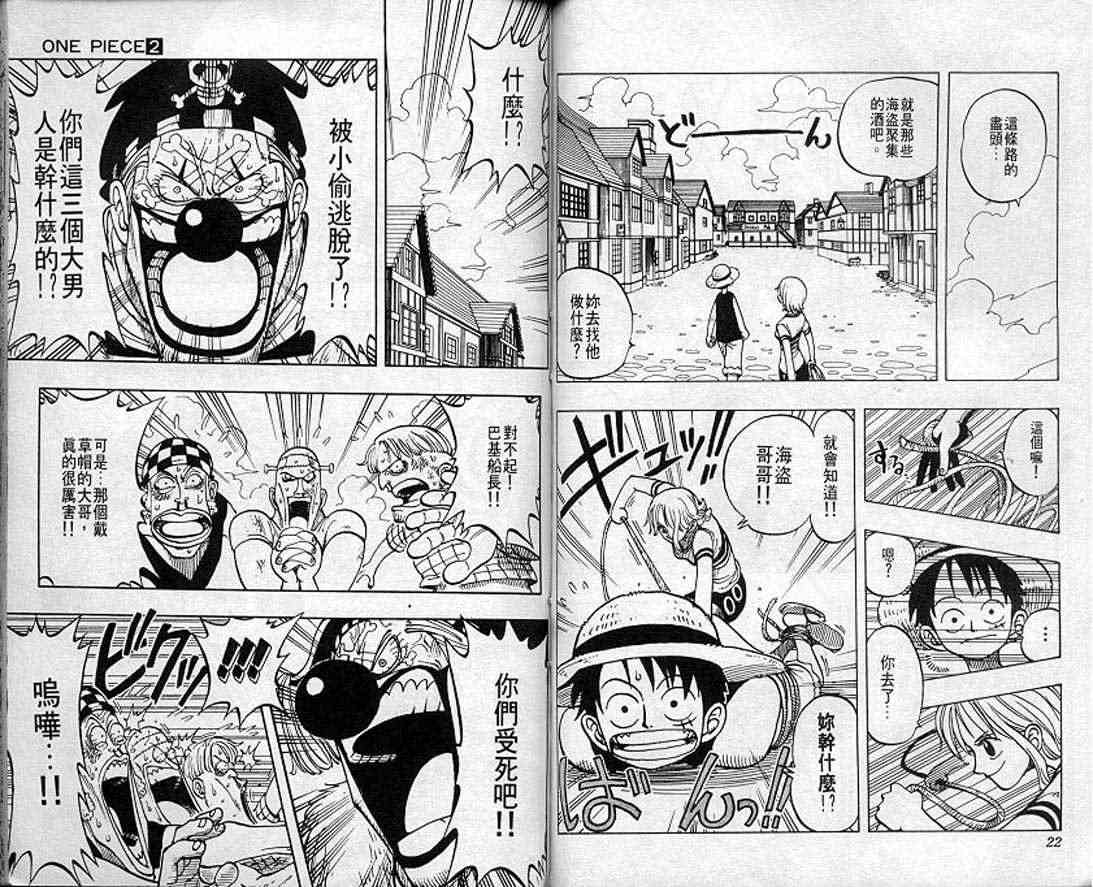 這條路的
盡頭…
就是那些
海盜聚集
的酒吧。
どーん
妳去找他
做什麼?
這個嘛!
する
嗯?
…
你去了…
就會知道!!
海盜
哥哥!!
ギュッ!!
妳幹什麼!?
ばんっ!!
22
ONE PIECE2
什麼!?
被小偷逃脫了!?
你們這三個大男
人是幹什麼的!?
對不起!
巴基船長!!
可是…那個戴
草帽的大哥,
眞的很厲害!!
你們受死吧!!
ビクッ!!!
嗚嘩…!!